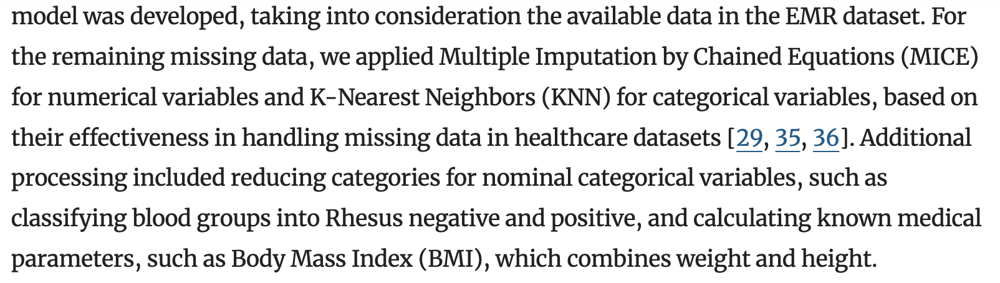 model was developed, taking into consideration the available data in the EMR dataset. For
the remaining missing data, we applied Multiple Imputation by Chained Equations (MICE)
for numerical variables and K-Nearest Neighbors (KNN) for categorical variables, based on
their effectiveness in handling missing data in healthcare datasets [29, 35, 36]. Additional
processing included reducing categories for nominal categorical variables, such as
classifying blood groups into Rhesus negative and positive, and calculating known medical
parameters, such as Body Mass Index (BMI), which combines weight and height.